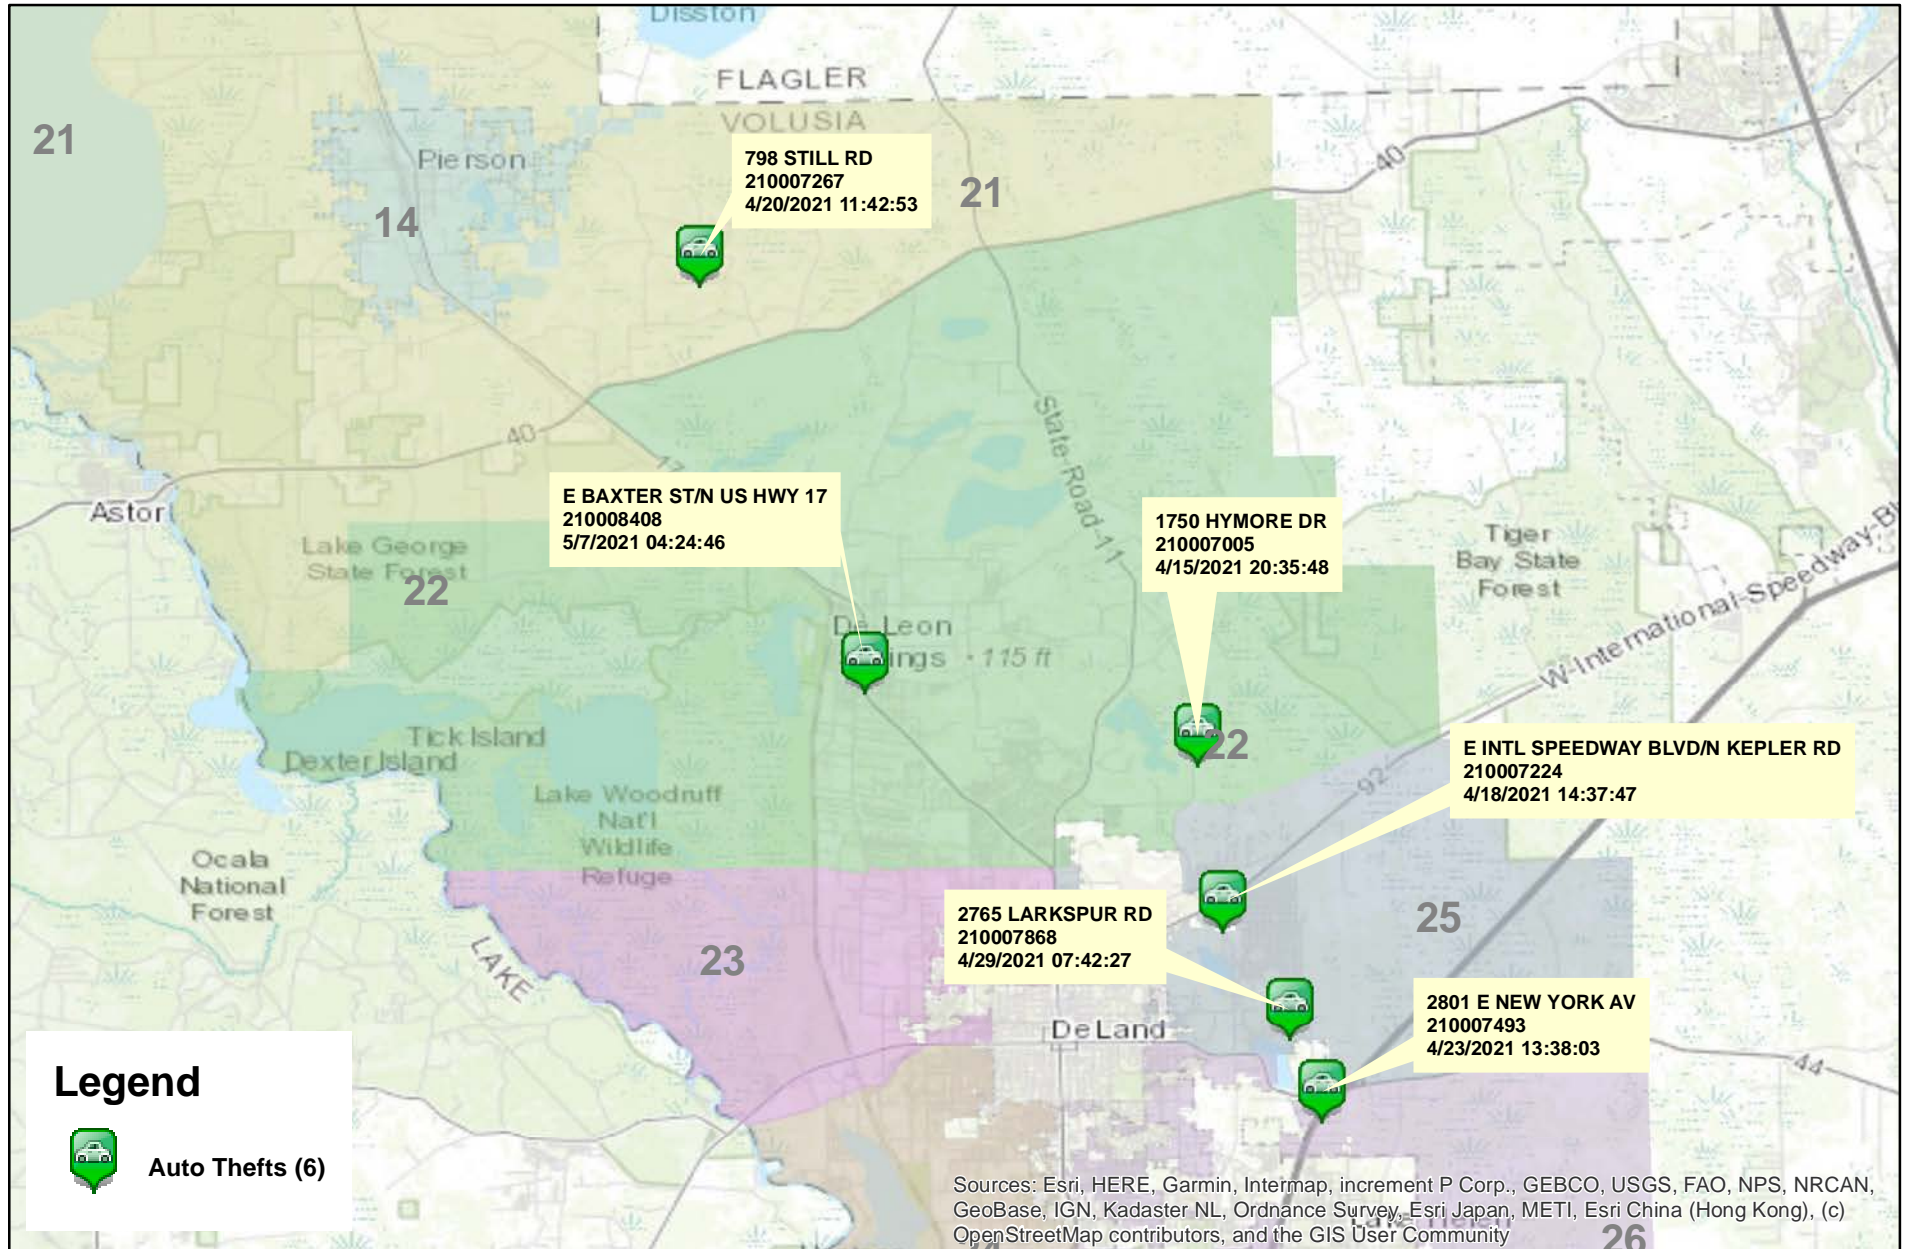 Disston
FLAGLER
VOLUSIA
21
Pierson
14
798 STILL RD
210007267
4/20/2021 11:42:53
21
40
40
17
State-Road-11
Astor
E BAXTER ST/N US HWY 17
210008408
5/7/2021 04:24:46
1750 HYMORE DR
210007005
4/15/2021 20:35:48
Tiger
Bay State
Forest
W-International-Speedway-Bl
Lake George
State Forest
22
De Leon
ings • 115 ft
22
Tick Island
Dexter Island
E INTL SPEEDWAY BLVD/N KEPLER RD
210007224
4/18/2021 14:37:47
92
Lake Woodruff
Nat'l
Wildlife
Refuge
Ocala
National
Forest
LAKE
23
2765 LARKSPUR RD
210007868
4/29/2021 07:42:27
25
2801 E NEW YORK AV
210007493
4/23/2021 13:38:03
DeLand
44
Legend
Auto Thefts (6)
Sources: Esri, HERE, Garmin, Intermap, increment P Corp., GEBCO, USGS, FAO, NPS, NRCAN,
GeoBase, IGN, Kadaster NL, Ordnance Survey, Esri Japan, METI, Esri China (Hong Kong), (c)
OpenStreetMap contributors, and the GIS User Community
Lake Helen
26